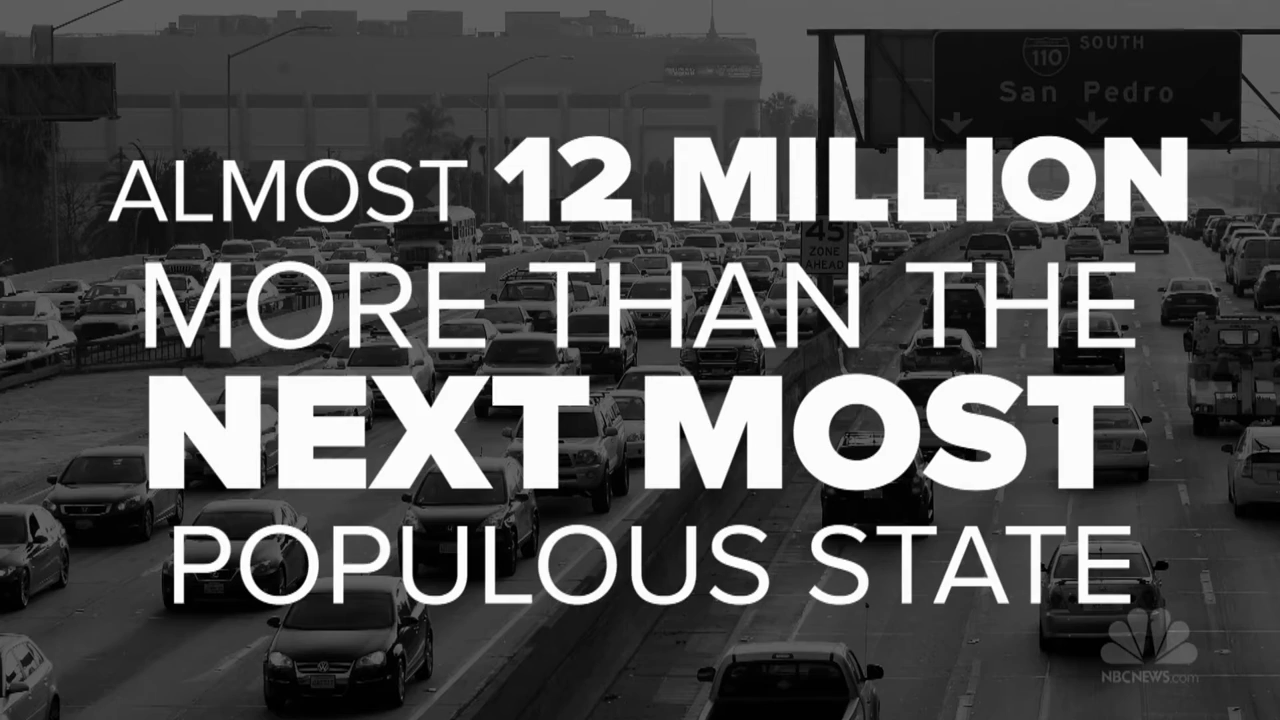 SOUTH
110
San Pedro
ALMOST 12 MILLION
45
ZONE
AHEAD
MORE THAN THE
NEXT MOST
POPULOUS STATE
NBCNEWS.com